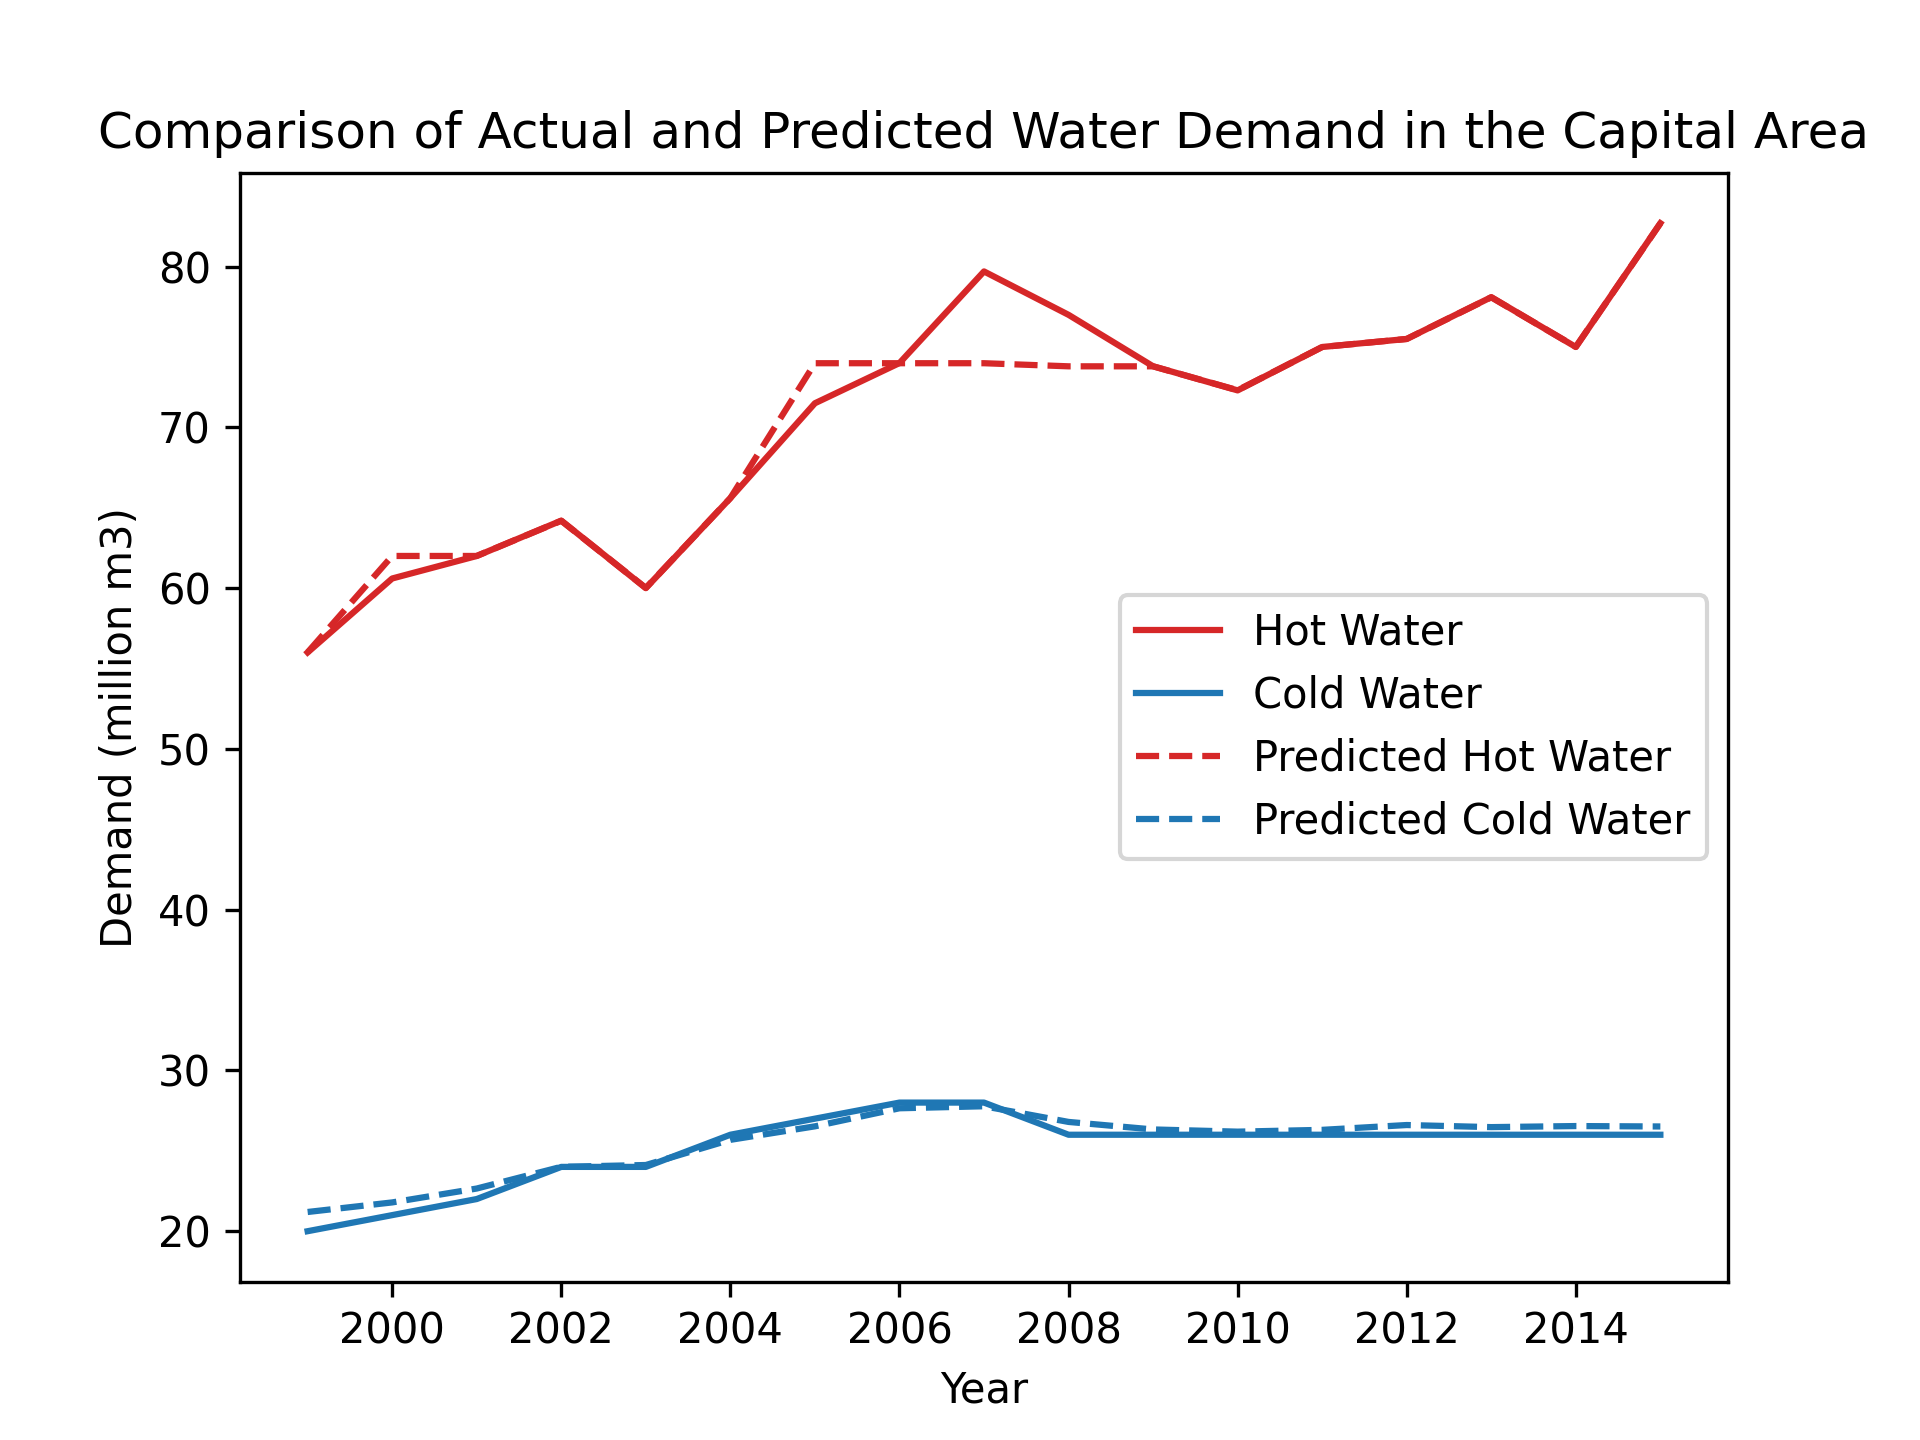 Comparison of Actual and Predicted Water Demand in the Capital Area
80
70
60
50
40
30
20
Demand (million m3)
Hot Water
Cold Water
Predicted Hot Water
Predicted Cold Water
2000 2002 2004 2006 2008 2010 2012 2014
Year